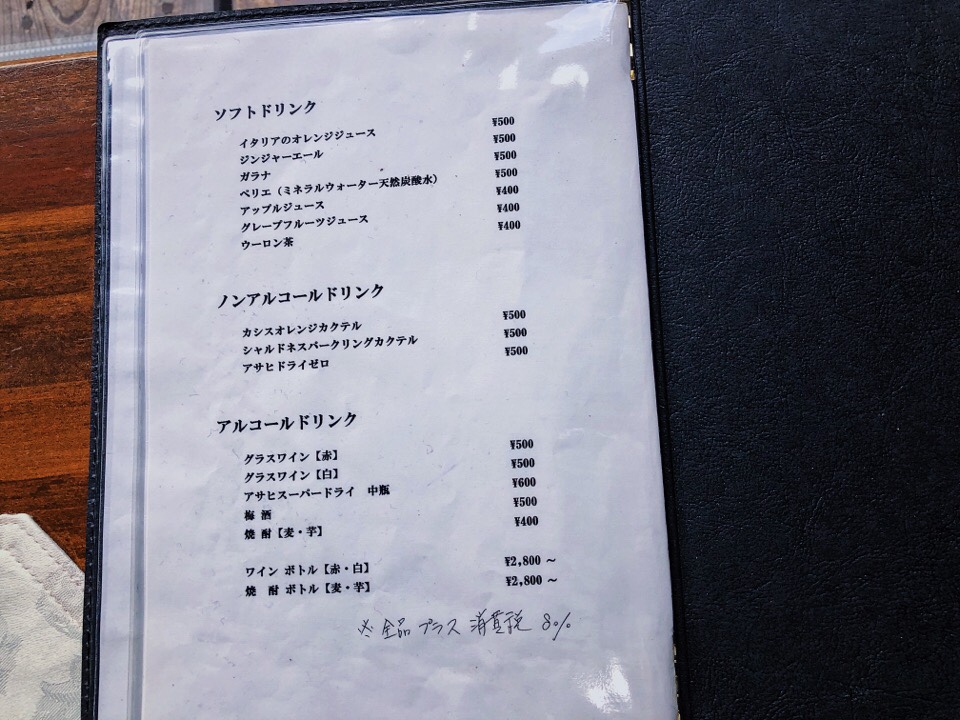 ソフトドリンク
イタリアのオレンジジュース ¥500
ジンジャーエール ¥500
ガラナ ¥500
ペリエ（ミネラルウォーター天然炭酸水） ¥500
アップルジュース ¥400
グレープフルーツジュース ¥400
ウーロン茶 ¥400
ノンアルコールドリンク
カシスオレンジカクテル ¥500
シャルドネスパークリングカクテル ¥500
アサヒドライゼロ ¥500
アルコールドリンク
グラスワイン【赤】 ¥500
グラスワイン【白】 ¥500
アサヒスーパードライ 中瓶 ¥600
梅 酒 ¥500
焼 酎【麦・芋】 ¥400
ワイン ボトル【赤・白】 ¥2,800 ～
焼 酎 ボトル【麦・芋】 ¥2,800 ～
※ 全品プラス 消費税 8%